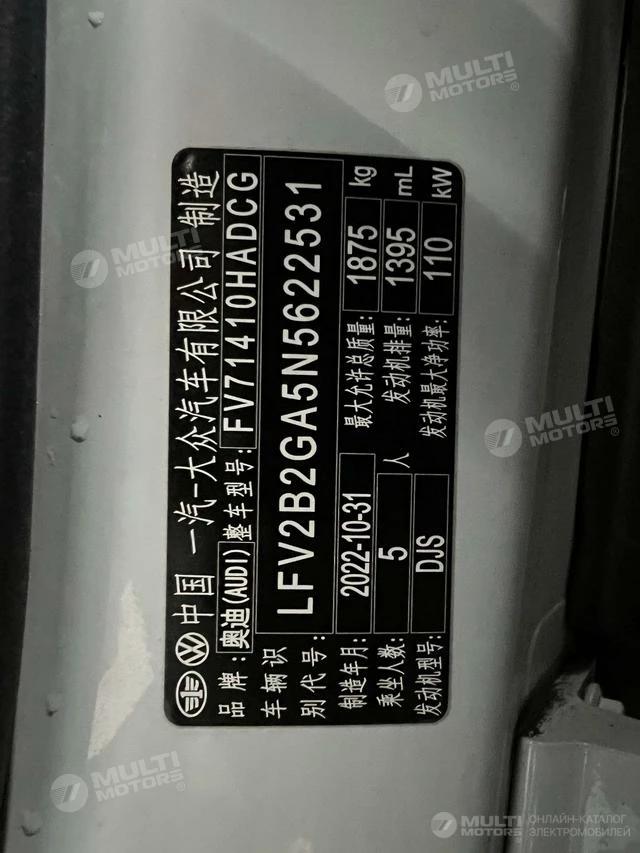 中国 一汽-大众汽车有限公司 制造
品牌: 奥迪(AUDI) 整车型号: FV71410HADCG
车辆识别代号: LFV2B2GA5N5622531
制造年月: 2022-10-31 最大允许总质量: 1875 kg
乘坐人数: 5 人 发动机排量: 1395 mL
发动机型号: DJS 发动机最大净功率: 110 kW
MULTI
MOTORS®
MULTI
MOTORS®
MULTI
MOTORS®
MULTI
MOTORS®
MULTI
MOTORS®
ОНЛАЙН-КАТАЛОГ
ЭЛЕКТРОМОБИЛЕЙ